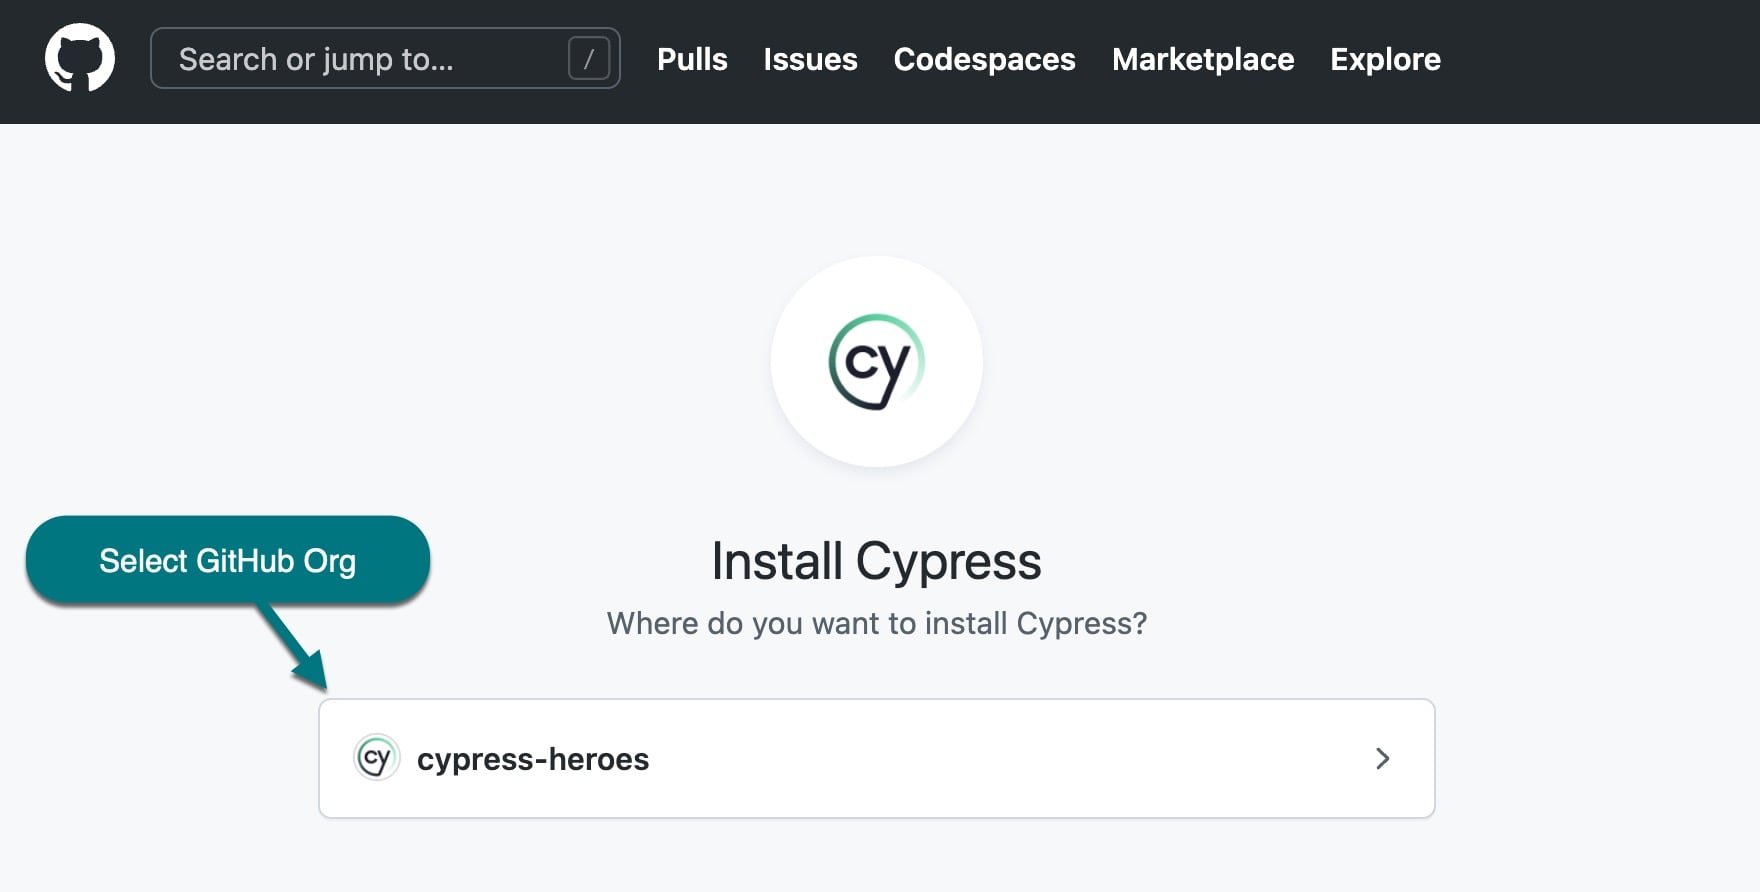 Search or jump to... /
Pulls Issues Codespaces Marketplace Explore
cy
Select GitHub Org
Install Cypress
Where do you want to install Cypress?
cy cypress-heroes